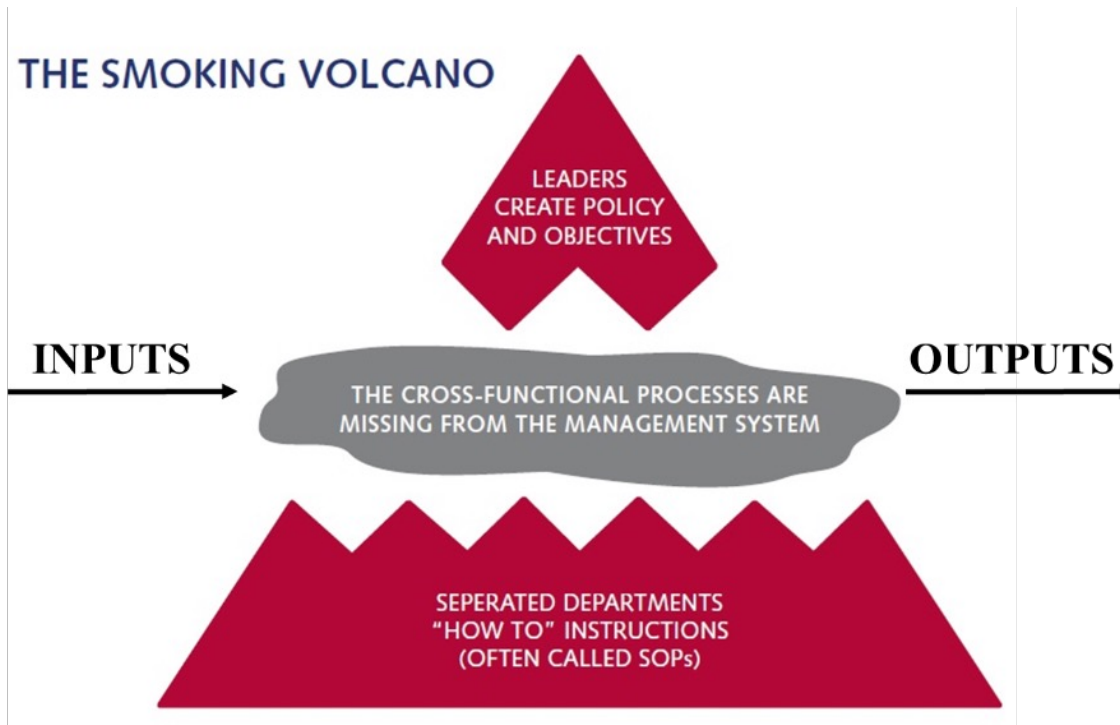 THE SMOKING VOLCANO
LEADERS
CREATE POLICY
AND OBJECTIVES
INPUTS
OUTPUTS
THE CROSS-FUNCTIONAL PROCESSES ARE
MISSING FROM THE MANAGEMENT SYSTEM
SEPERATED DEPARTMENTS
“HOW TO” INSTRUCTIONS
(OFTEN CALLED SOPs)